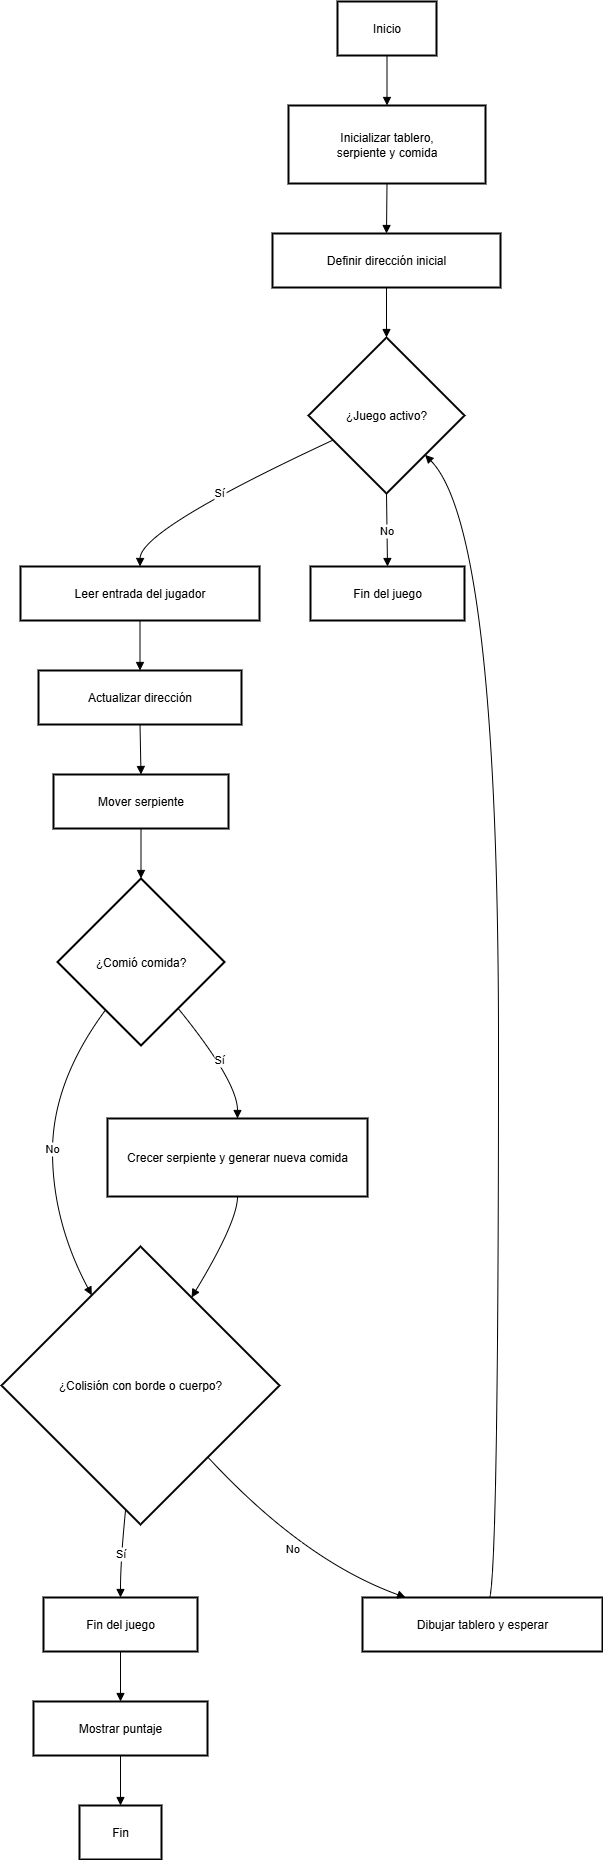 Inicio
Inicializar tablero,
serpiente y comida
Definir dirección inicial
¿Juego activo?
Sí
No
Leer entrada del jugador
Fin del juego
Actualizar dirección
Mover serpiente
¿Comió comida?
Sí
No
Crecer serpiente y generar nueva comida
¿Colisión con borde o cuerpo?
Sí
No
Fin del juego
Dibujar tablero y esperar
Mostrar puntaje
Fin